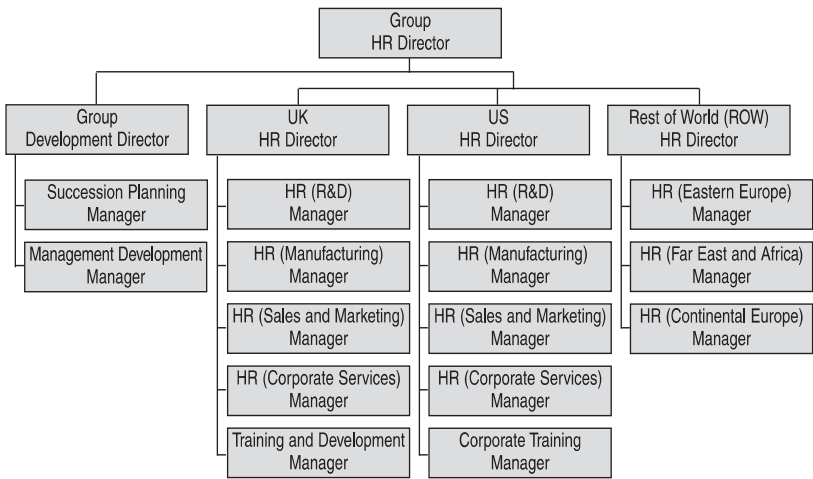 Group
HR Director
Group
Development Director
UK
HR Director
US
HR Director
Rest of World (ROW)
HR Director
Succession Planning
Manager
Management Development
Manager
HR (R&D)
Manager
HR (Manufacturing)
Manager
HR (Sales and Marketing)
Manager
HR (Corporate Services)
Manager
Training and Development
Manager
HR (R&D)
Manager
HR (Manufacturing)
Manager
HR (Sales and Marketing)
Manager
HR (Corporate Services)
Manager
Corporate Training
Manager
HR (Eastern Europe)
Manager
HR (Far East and Africa)
Manager
HR (Continental Europe)
Manager